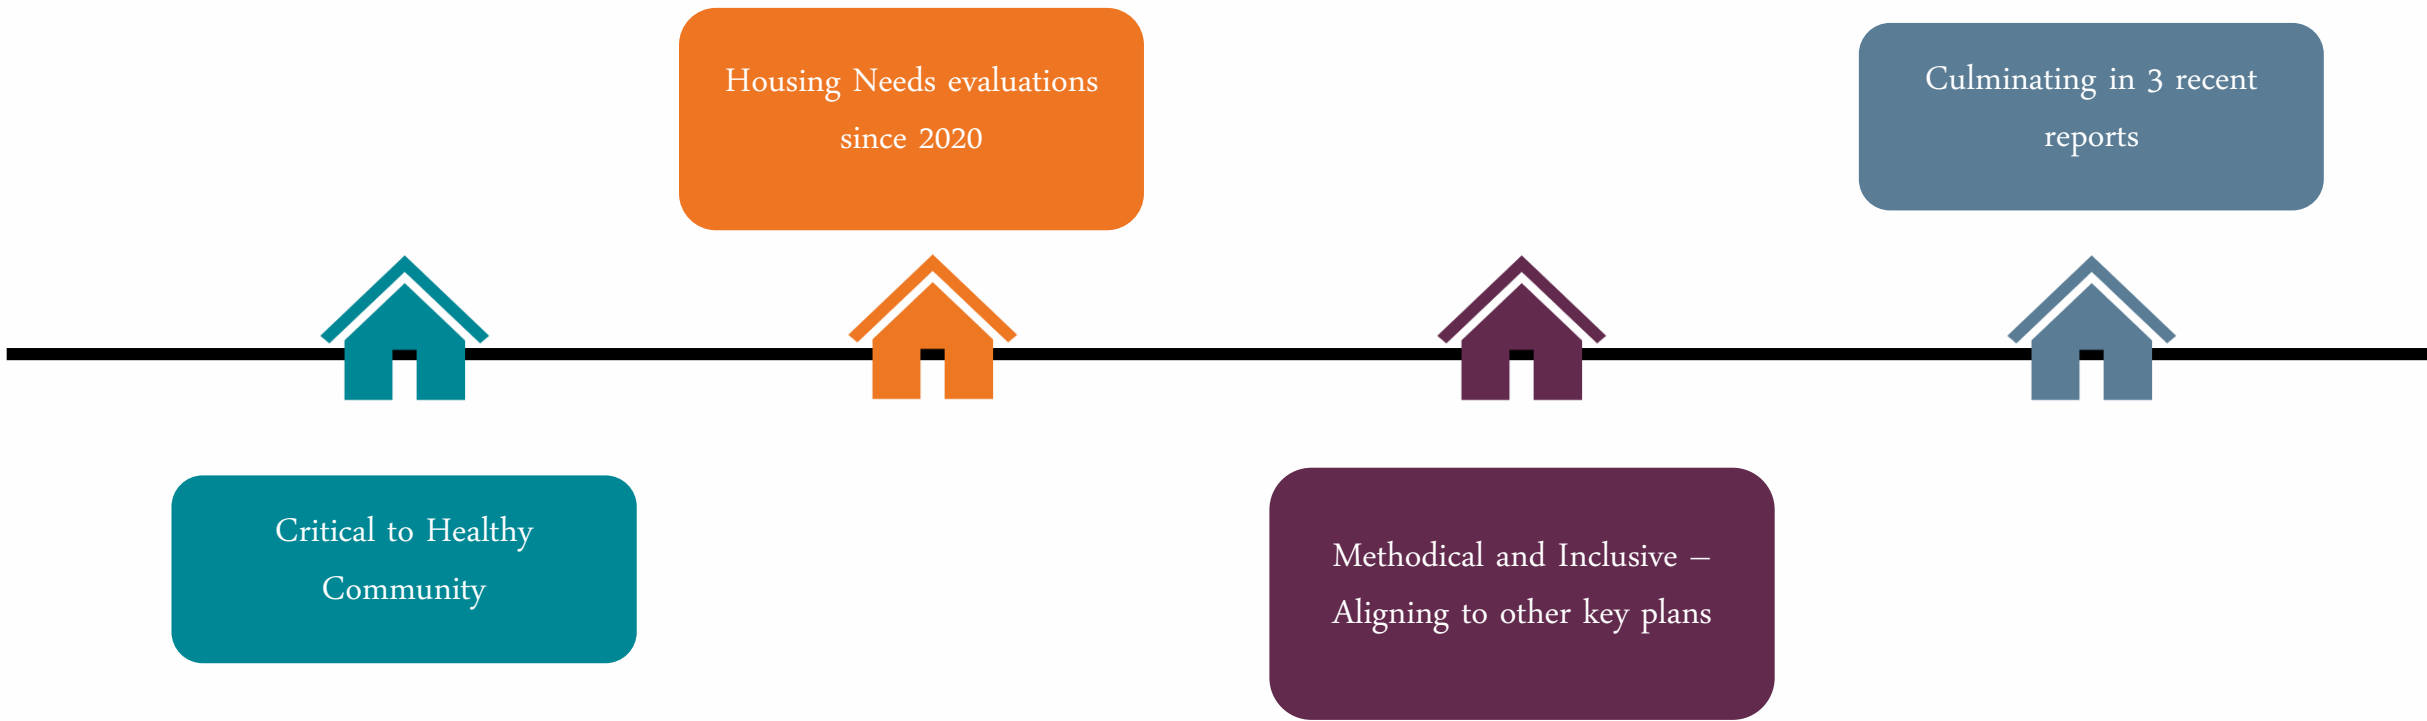 Critical to Healthy
Community
Housing Needs evaluations
since 2020
Methodical and Inclusive –
Aligning to other key plans
Culminating in 3 recent
reports